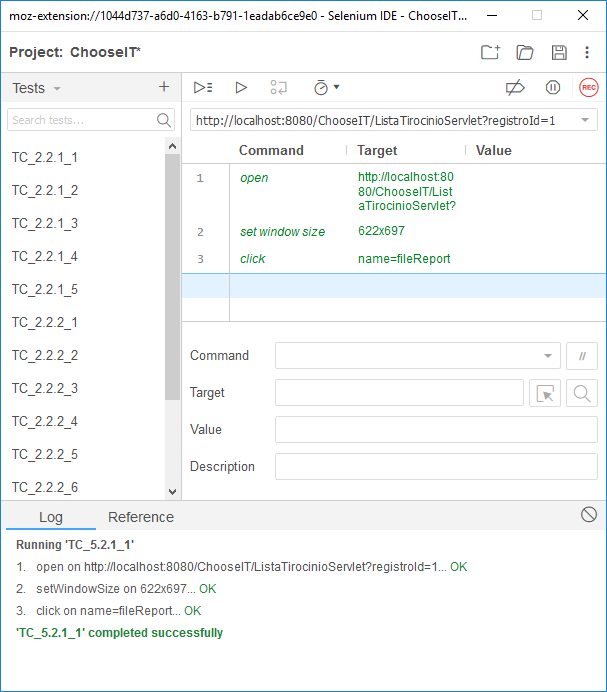 moz-extension://1044d737-a6d0-4163-b791-1eadab6ce9e0 - Selenium IDE - ChooseIT...
Project: ChooseIT*
Tests
Search tests...
TC_2.2.1_1
TC_2.2.1_2
TC_2.2.1_3
TC_2.2.1_4
TC_2.2.1_5
TC_2.2.2_1
TC_2.2.2_2
TC_2.2.2_3
TC_2.2.2_4
TC_2.2.2_5
TC_2.2.2_6
REC
http://localhost:8080/ChooseIT/ListaTirocinioServlet?registroId=1
Command Target Value
1 open http://localhost:80
80/ChooseIT/List
aTirocinioServlet?
2 set window size 622x697
3 click name=fileReport
Command //
Target
Value
Description
Log Reference
Running 'TC_5.2.1_1'
1. open on http://localhost:8080/ChooseIT/ListaTirocinioServlet?registroId=1... OK
2. setWindowSize on 622x697... OK
3. click on name=fileReport... OK
'TC_5.2.1_1' completed successfully